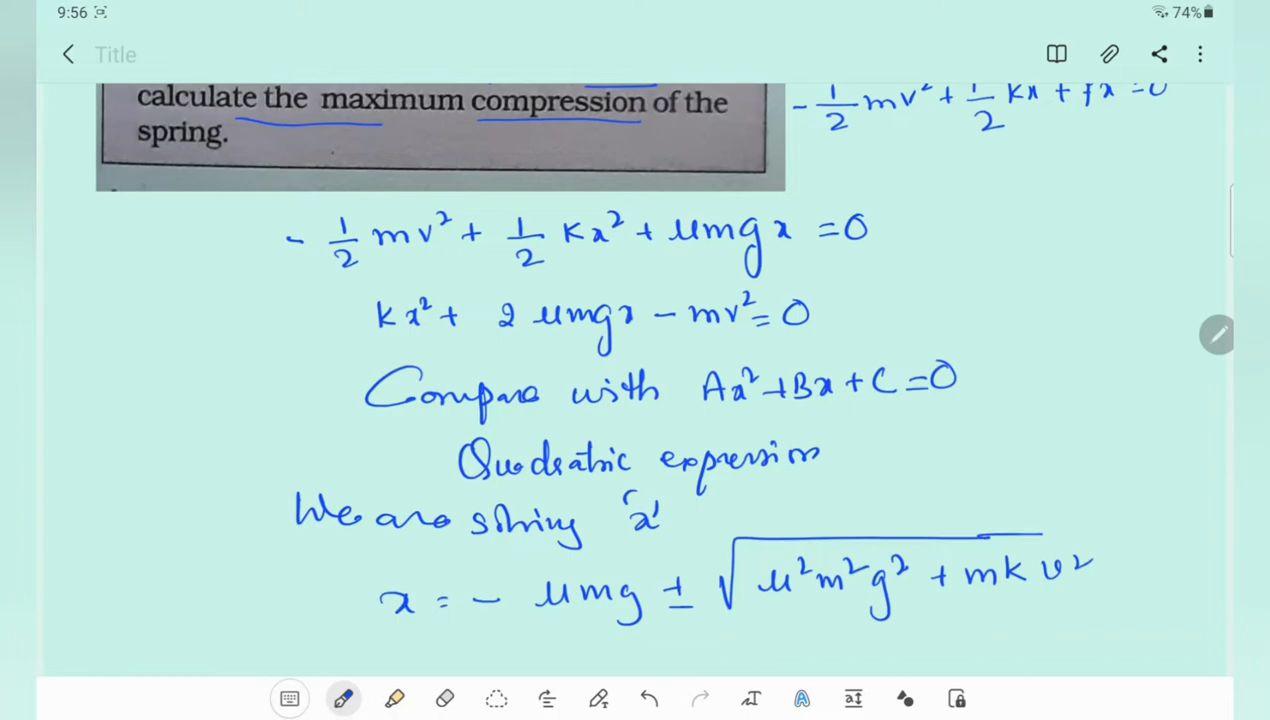 9:56
74%
Title
calculate the maximum compression of the
spring.
- 1/2 mv² + 1/2 kx + fx = 0
- 1/2 mv² + 1/2 kx² + μmgx = 0
kx² + 2 μmgx - mv² = 0
Compare with Ax² + Bx + C = 0
Quadratic expression
We are solving 'x'
x = - μmg ± √μ²m²g² + mkv²